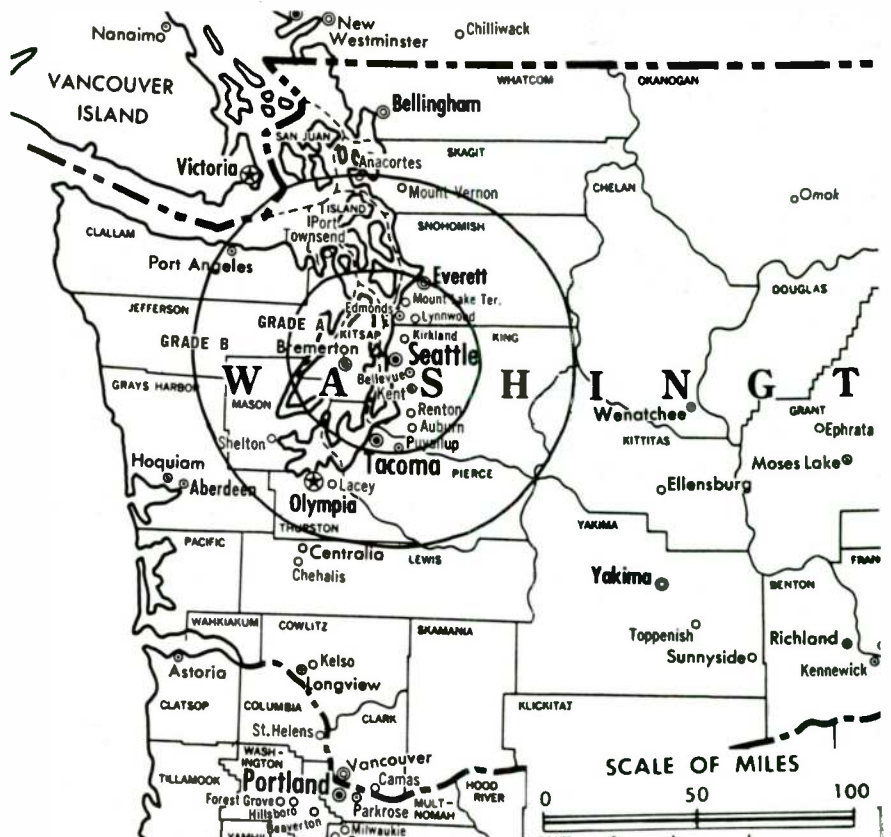 Nanaimo
New
Westminster
Chilliwack
VANCOUVER
ISLAND
WHATCOM
OKANOGAN
Bellingham
SAN JUAN
SKAGIT
Victoria
Anacortes
Mount Vernon
CHELAN
Omak
ISLAND
Port
Townsend
SNOHOMISH
CLALLAM
Port Angeles
Everett
DOUGLAS
JEFFERSON
Mount Lake Ter.
Edmonds
Lynnwood
GRADE A
GRADE B
KITSAP
Kirkland
KING
Bremerton
Seattle
GRAYS HARBOR
Bellevue
W A S H I N G T
Kent
MASON
Renton
Wenatchee
GRANT
Auburn
Ephrata
Shelton
Puyallup
KITTITAS
Tacoma
PIERCE
Hoquiam
Moses Lake
Aberdeen
Lacey
Ellensburg
Olympia
THURSTON
YAKIMA
PACIFIC
Centralia
LEWIS
FRAN
Chehalis
Yakima
BENTON
WAHKIAKUM
COWLITZ
SKAMANIA
Toppenish
Richland
Astoria
Kelso
Sunnyside
Kennewick
Longview
CLATSOP
COLUMBIA
CLARK
KLICKITAT
St. Helens
WASH-
INGTON
Vancouver
SCALE OF MILES
TILLAMOOK
Portland
Camas
HOOD
RIVER
0 50 100
Forest Grove
Parkrose
MULT-
NOMAH
Hillsboro
Beaverton
Milwaukie